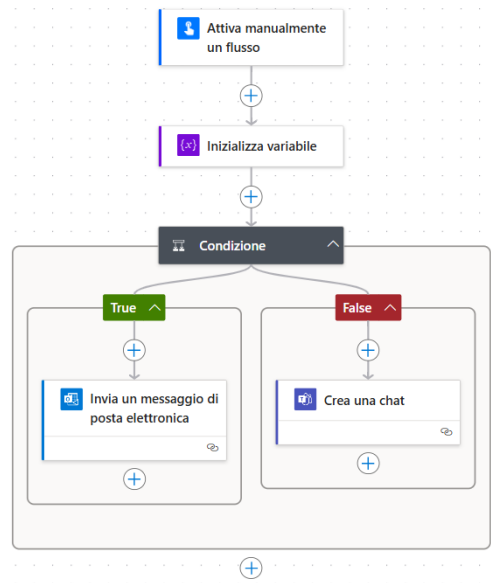 Attiva manualmente
un flusso
{x}
Inizializza variabile
Condizione
True
False
Invia un messaggio di
posta elettronica
Crea una chat